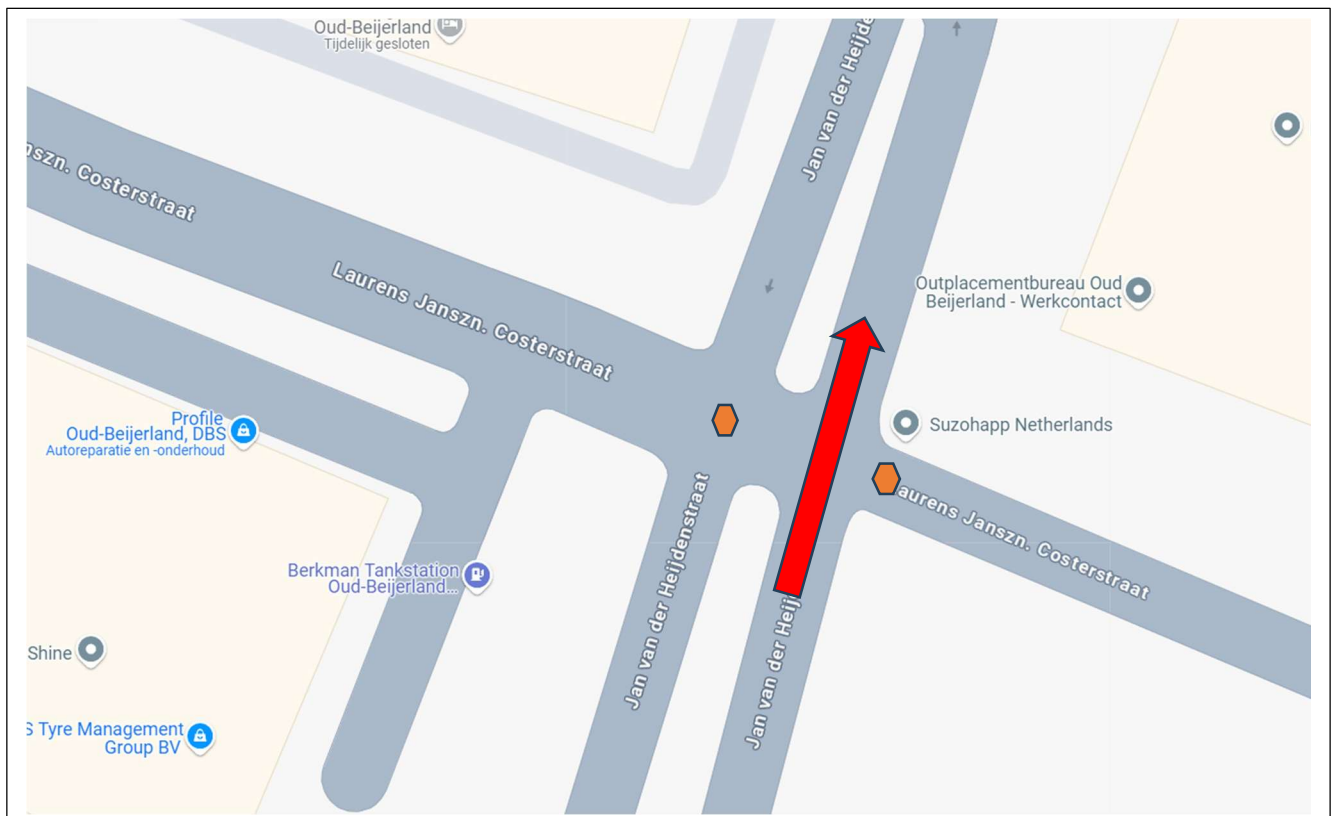 Oud-Beijerland
Tijdelijk gesloten
Jan van der Heijde
nszn. Costerstraat
Laurens Janszn. Costerstraat
Outplacementbureau Oud
Beijerland - Werkcontact
Profile
Oud-Beijerland, DBS
Autoreparatie en -onderhoud
Suzohapp Netherlands
aurens Janszn. Costerstraat
Jan van der Heijdenstraat
Berkman Tankstation
Oud-Beijerland...
Jan van der Heij
Shine
S Tyre Management
Group BV